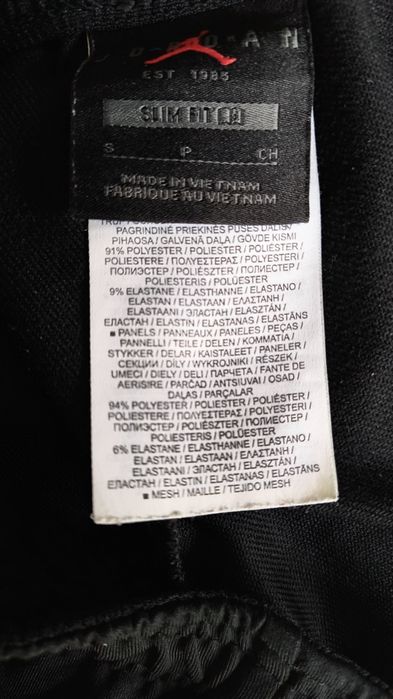 EST 1985
SLIM FIT
S P CH
MADE IN VIETNAM
FABRIQUÉ AU VIETNAM
PAGRINDINĖ PRIEKINĖS PUSĖS DALIS/
PIHAOSA / GALVENĀ DAĻA / GÖVDE KISMI
91% POLYESTER / POLYESTER / POLIÉSTER /
POLIESTERE / ΠΟΛΥΕΣΤΕΡΑΣ / POLYESTERI /
ПОЛИЭСТЕР / POLIÉSZTER / ПОЛИЕСТЕР /
POLIESTERIS / POLÜESTER
9% ELASTANE / ELASTHANNE / ELASTANO /
ELASTAN / ELASTAAN / ΕΛΑΣΤΑΝΗ /
ELASTAANI / ЭЛАСТАН / ELASZTÁN /
ЕЛАСТАН / ELASTIN / ELASTANAS / ELASTĀNS
■ PANELS / PANNEAUX / PANELES / PEÇAS /
PANNELLI / TEILE / DELEN / ΚΟΜΜΑΤΙΑ /
STYKKER / DELAR / KAISTALEET / PANELER /
СЕКЦИИ / DÍLY / WYKROJNIKI / RÉSZEK /
UMECI / DIELY / DELI / ПАРЧЕТА / FANTE DE
AERISIRE / PARČAD / ANTSIUVAI / OSAD /
DAĻAS / PARÇALAR
94% POLYESTER / POLYESTER / POLIÉSTER /
POLIESTERE / ΠΟΛΥΕΣΤΕΡΑΣ / POLYESTERI /
ПОЛИЭСТЕР / POLIÉSZTER / ПОЛИЕСТЕР /
POLIESTERIS / POLÜESTER
6% ELASTANE / ELASTHANNE / ELASTANO /
ELASTAN / ELASTAAN / ΕΛΑΣΤΑΝΗ /
ELASTAANI / ЭЛАСТАН / ELASZTÁN /
ЕЛАСТАН / ELASTIN / ELASTANAS / ELASTĀNS
■ MESH / MAILLE / TEJIDO MESH